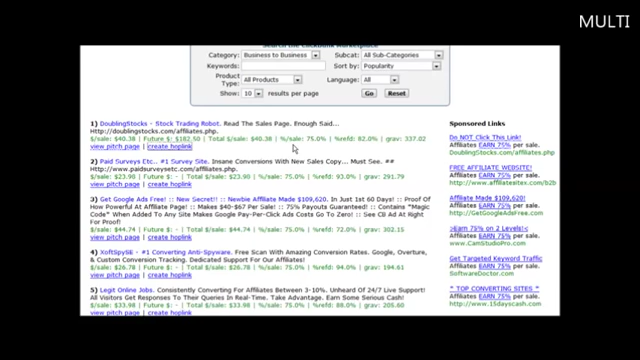 MULTI
Search the ClickBank Marketplace
Category: Business to Business Subcat: All Sub-Categories
Keywords: Sort by: Popularity
Product Type: All Products Language: All
Show: 10 results per page Go Reset
1) DoublingStocks - Stock Trading Robot. Read The Sales Page. Enough Said...
Http://doublingstocks.com/affiliates.php.
$/sale: $40.38 | Future $: $182.50 | Total $/sale: $40.38 | %/sale: 75.0% | %refd: 82.0% | grav: 337.02
view pitch page | create hoplink
2) Paid Surveys Etc.. #1 Survey Site. Insane Conversions With New Sales Copy... Must See. ##
Http://www.paidsurveysetc.com/affiliates.php.
$/sale: $23.90 | Future $: - | Total $/sale: $23.90 | %/sale: 75.0% | %refd: 93.0% | grav: 291.79
view pitch page | create hoplink
3) Get Google Ads Free! :: New Secret!! :: Newbie Affiliate Made $109,620. In Just 1st 60 Days! :: Proof Of
How Powerful At Affiliate Page! :: Makes $40-$67 Per Sale! :: 75% Payouts Guaranteed! :: Contains "Magic
Code" When Added To Any Site Makes Google Pay-Per-Click Ads Costs Go To Zero! :: See CB Ad At Right
For Proof!
$/sale: $44.74 | Future $: - | Total $/sale: $44.74 | %/sale: 75.0% | %refd: 72.0% | grav: 302.15
view pitch page | create hoplink
4) XoftSpySE - #1 Converting Anti-Spyware. Free Scan With Amazing Conversion Rates. Google, Overture,
And Custom Conversion Tracking. Dedicated Support For Our Affiliates!
$/sale: $26.78 | Future $: - | Total $/sale: $26.78 | %/sale: 75.0% | %refd: 94.0% | grav: 194.61
view pitch page | create hoplink
5) Legit Online Jobs. Consistently Converting For Affiliates Between 3-10%. Unheard Of 24/7 Live Support!
All Visitors Get Responses To Their Queries In Real-Time. Take Advantage. Earn Some Serious Cash!
$/sale: $33.98 | Future $: - | Total $/sale: $33.98 | %/sale: 75.0% | %refd: 88.0% | grav: 205.60
view pitch page | create hoplink
Sponsored Links
Do NOT Click This Link!
Affiliates EARN 75% per sale.
DoublingStocks.com/affiliates.php
FREE AFFILIATE WEBSITE!
Affiliates EARN 50% per sale.
http://www.affiliatesitex.com/b2b
Affiliate Made $109,620!
Affiliates EARN 75% per sale.
http://GetGoogleAdsFree.com
>Earn 75% on 2 Levels!<
Affiliates EARN 50% per sale.
www.CamStudioPro.com
Get Targeted Keyword Traffic
Affiliates EARN 50% per sale.
SoftwareDoctor.com
* TOP CONVERTING SITES *
Affiliates EARN 75% per sale.
http://www.15dayscash.com